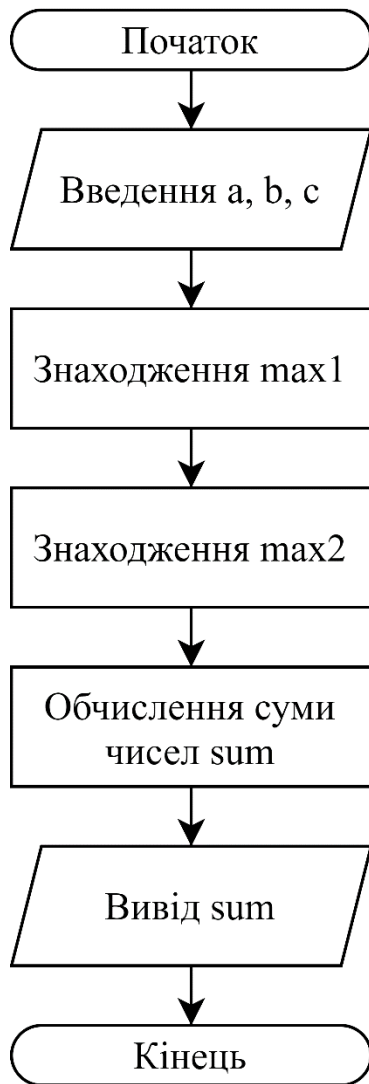 Початок
Введення a, b, c
Знаходження max1
Знаходження max2
Обчислення суми
чисел sum
Вивід sum
Кінець